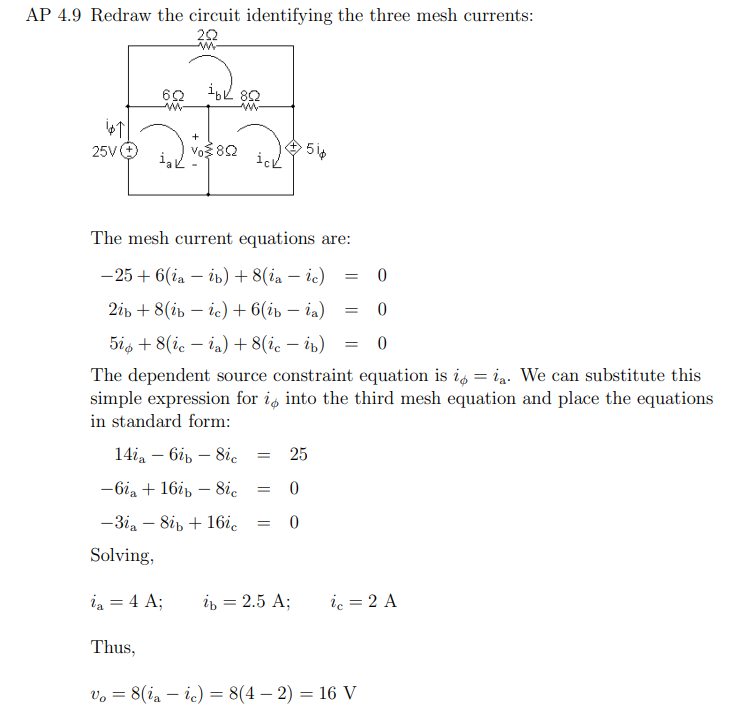 AP 4.9 Redraw the circuit identifying the three mesh currents:
2Ω
6Ω i_b 8Ω
i_ϕ↑
+
25V v_o 8Ω 5i_ϕ
i_a - i_c
The mesh current equations are:
−25 + 6(i_a − i_b) + 8(i_a − i_c) = 0
2i_b + 8(i_b − i_c) + 6(i_b − i_a) = 0
5i_ϕ + 8(i_c − i_a) + 8(i_c − i_b) = 0
The dependent source constraint equation is i_ϕ = i_a. We can substitute this
simple expression for i_ϕ into the third mesh equation and place the equations
in standard form:
14i_a − 6i_b − 8i_c = 25
−6i_a + 16i_b − 8i_c = 0
−3i_a − 8i_b + 16i_c = 0
Solving,
i_a = 4 A; i_b = 2.5 A; i_c = 2 A
Thus,
v_o = 8(i_a − i_c) = 8(4 − 2) = 16 V